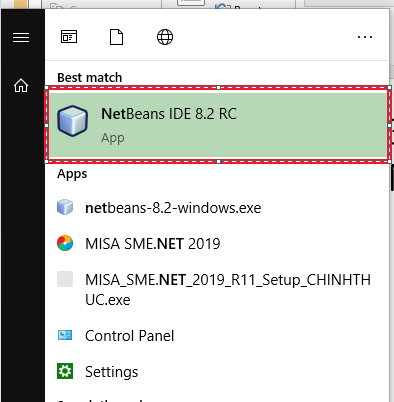 Best match
NetBeans IDE 8.2 RC
App
Apps
netbeans-8.2-windows.exe
MISA SME.NET 2019
MISA_SME.NET_2019_R11_Setup_CHINHTH
UC.exe
Control Panel
Settings